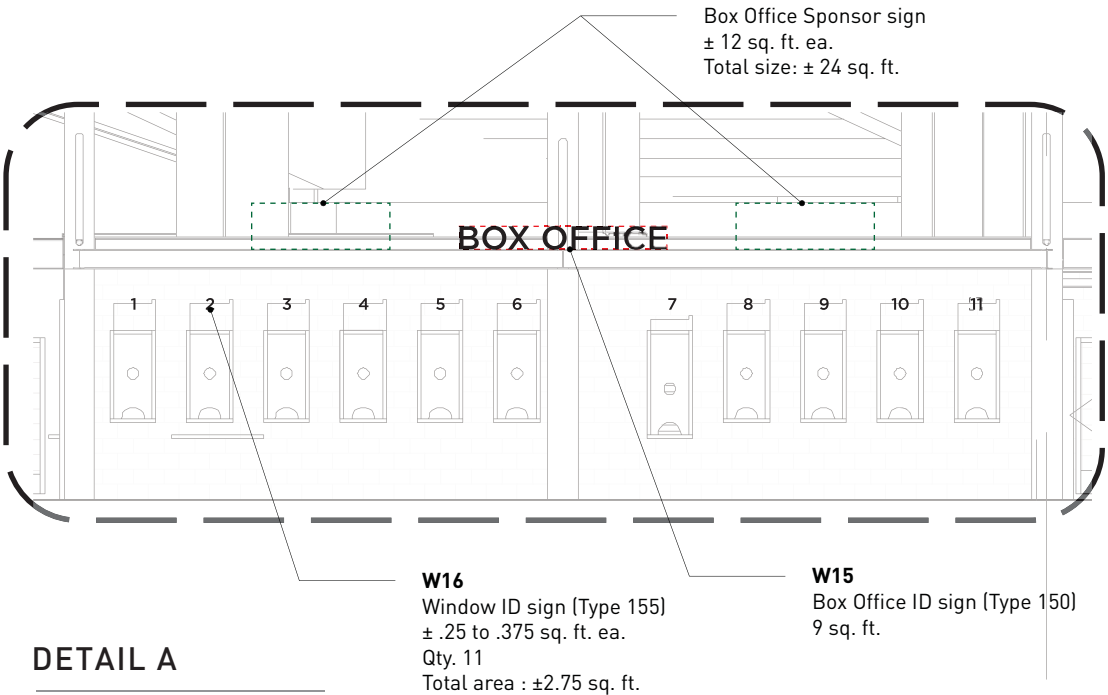 Box Office Sponsor sign
± 12 sq. ft. ea.
Total size: ± 24 sq. ft.
BOX OFFICE
1 2 3 4 5 6 7 8 9 10 11
W16
Window ID sign (Type 155)
± .25 to .375 sq. ft. ea.
Qty. 11
Total area : ±2.75 sq. ft.
W15
Box Office ID sign (Type 150)
9 sq. ft.
DETAIL A